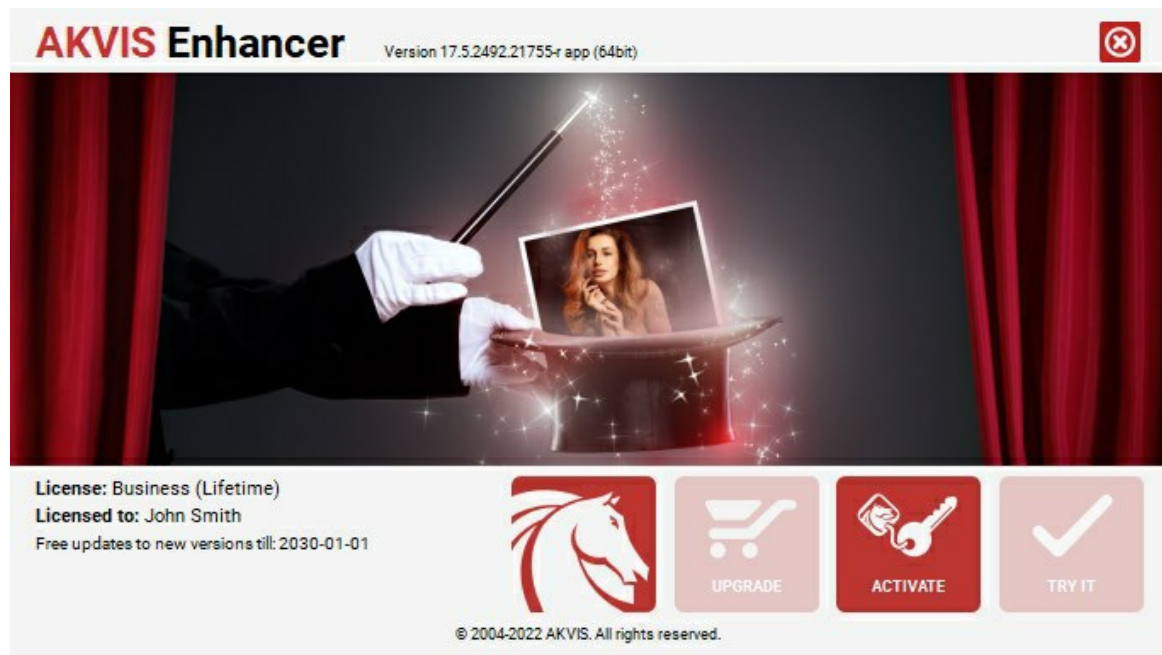 AKVIS Enhancer Version 17.5.2492.21755-r app (64bit)
License: Business (Lifetime)
Licensed to: John Smith
Free updates to new versions till: 2030-01-01
UPGRADE ACTIVATE TRY IT
© 2004-2022 AKVIS. All rights reserved.